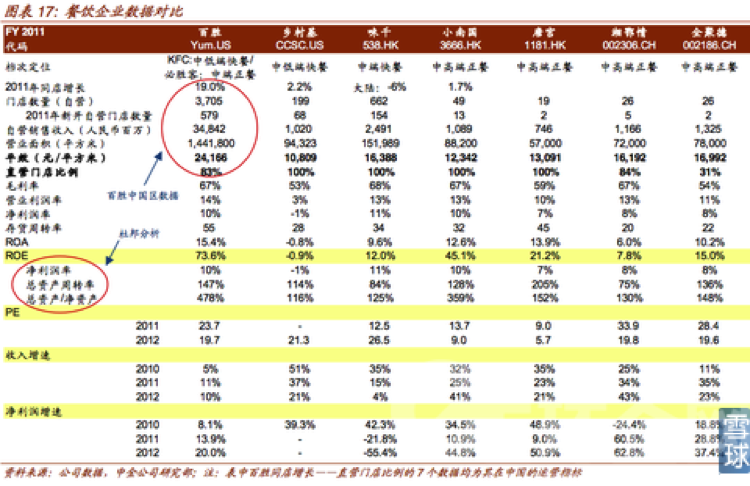 图表 17: 餐饮企业数据对比
FY 2011 百胜 乡村基 味千 小南国 唐宫 湘鄂情 全聚德
代码 Yum.US CCSC.US 538.HK 3666.HK 1181.HK 002306.CH 002186.CH
档次定位 KFC:中低端快餐/必胜客: 中端正餐 中低端快餐 中端快餐 中高端正餐 中高端正餐 中高端正餐 中高端正餐
2011年同店增长 19.0% 2.2% 大陆: -6% 1.7%
门店数量(自营) 3,705 199 662 49 19 26 26
2011年新开自营门店数量 579 68 154 13 5 2 2
自营销售收入(人民币百万) 34,842 1,020 2,491 1,089 746 1,166 1,325
营业面积(平方米) 1,441,800 94,323 151,989 88,200 57,000 72,000 78,000
平效(元/平方米) 24,166 10,809 16,388 12,342 13,091 16,192 16,992
直营门店比例 83% 100% 100% 100% 100% 84% 31%
毛利率 67% 53% 68% 67% 59% 67% 54%
营业利润率 14% 3% 13% 13% 10% 13% 11%
净利润率 10% -1% 11% 10% 7% 8% 8%
存货周转率 55 28 34 32 45 20 22
ROA 15.4% -0.8% 9.6% 12.6% 13.9% 6.0% 10.2%
ROE 73.6% -0.9% 12.0% 45.1% 21.2% 7.8% 15.0%
净利润率 10% -1% 11% 10% 7% 8% 8%
总资产周转率 147% 114% 84% 128% 205% 75% 136%
总资产/净资产 478% 116% 125% 359% 152% 130% 148%
百胜中国区数据
杜邦分析
PE
2011 23.7 - 12.5 13.7 9.0 33.9 28.4
2012 19.7 21.3 26.5 9.0 5.7 19.8 19.6
收入增速
2010 5% 51% 35% 32% 35% 25% 11%
2011 11% 37% 15% 25% 23% 34% 35%
2012 10% 21% 4% 41% 21% 43% 23%
净利润增速
2010 8.1% 39.3% 42.3% 34.5% 48.9% -24.4% 18.8%
2011 13.9% - -21.8% 10.9% 9.0% 60.5% 28.8%
2012 20.0% - -55.4% 44.8% 50.9% 62.8% 37.4%
雪球
资料来源: 公司数据, 中金公司研究部; 注: 表中百胜同店增长——直营门店比例的7个数据均为其在中国的运营指标